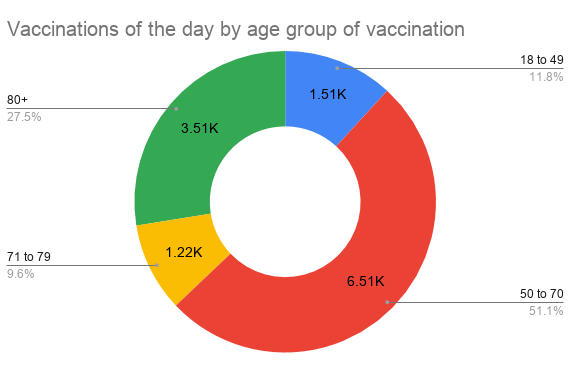 Vaccinations of the day by age group of vaccination
18 to 49
11.8%
80+
27.5%
1.51K
3.51K
71 to 79
9.6%
1.22K
6.51K
50 to 70
51.1%